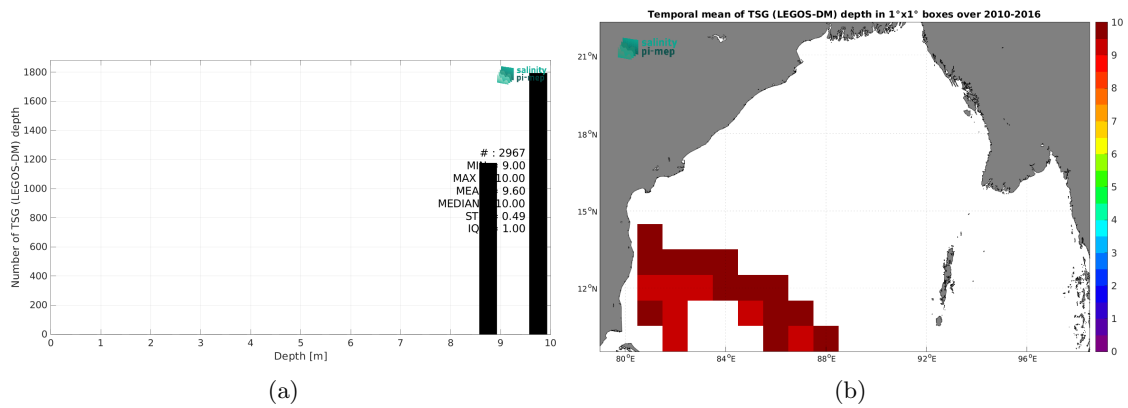 1800
1600
1400
1200
1000
800
600
400
200
0
Number of TSG (LEGOS-DM) depth
salinity
pi-mep
# : 2967
9.00
MAX 10.00
9.60
MEDIAN 10.00
0.49
1.00
0 1 2 3 4 5 6 7 8 9 10
Depth [m]
(a)
Temporal mean of TSG (LEGOS-DM) depth in 1°x1° boxes over 2010-2016
salinity
pi-mep
21°N
18°N
15°N
12°N
80°E 84°E 88°E 92°E 96°E
10
9
8
7
6
5
4
3
2
1
0
(b)